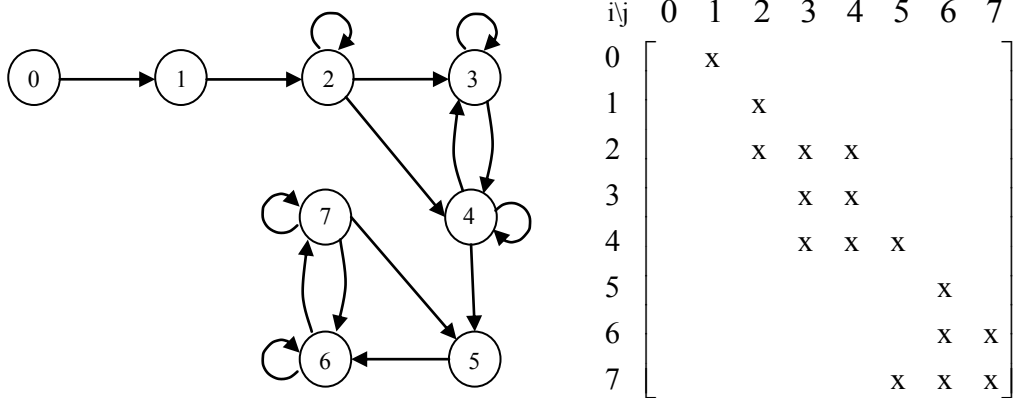 0 1 2 3
7 4
6 5
i\j 0 1 2 3 4 5 6 7
0 x
1 x
2 x x x
3 x x
4 x x x
5 x
6 x x
7 x x x